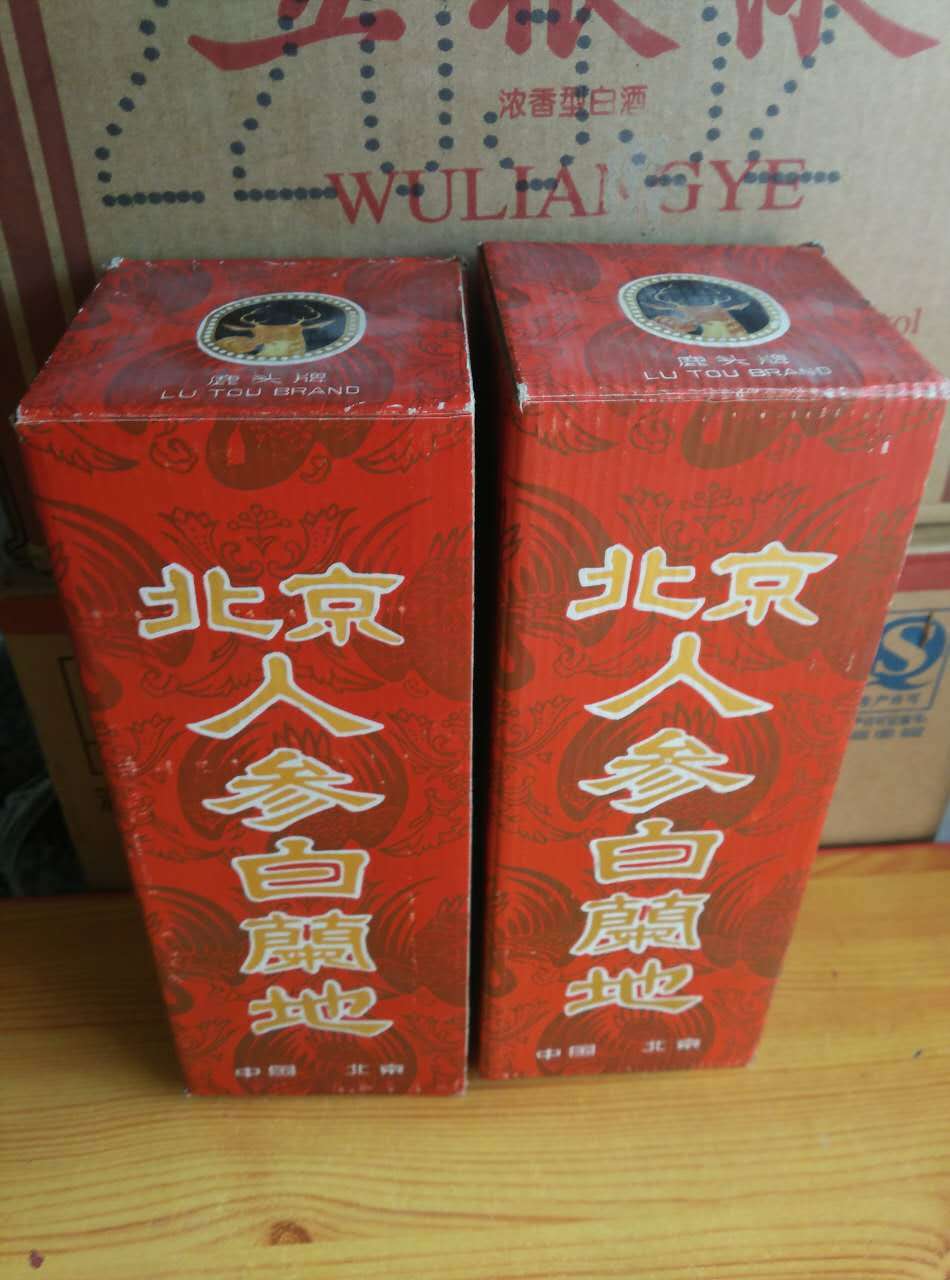 浓香型白酒
WULIANGYE
鹿头牌
LU TOU BRAND
北京
人
参
白
蘭
地
中国 北京
鹿头牌
LU TOU BRAND
北京
人
参
白
蘭
地
中国 北京